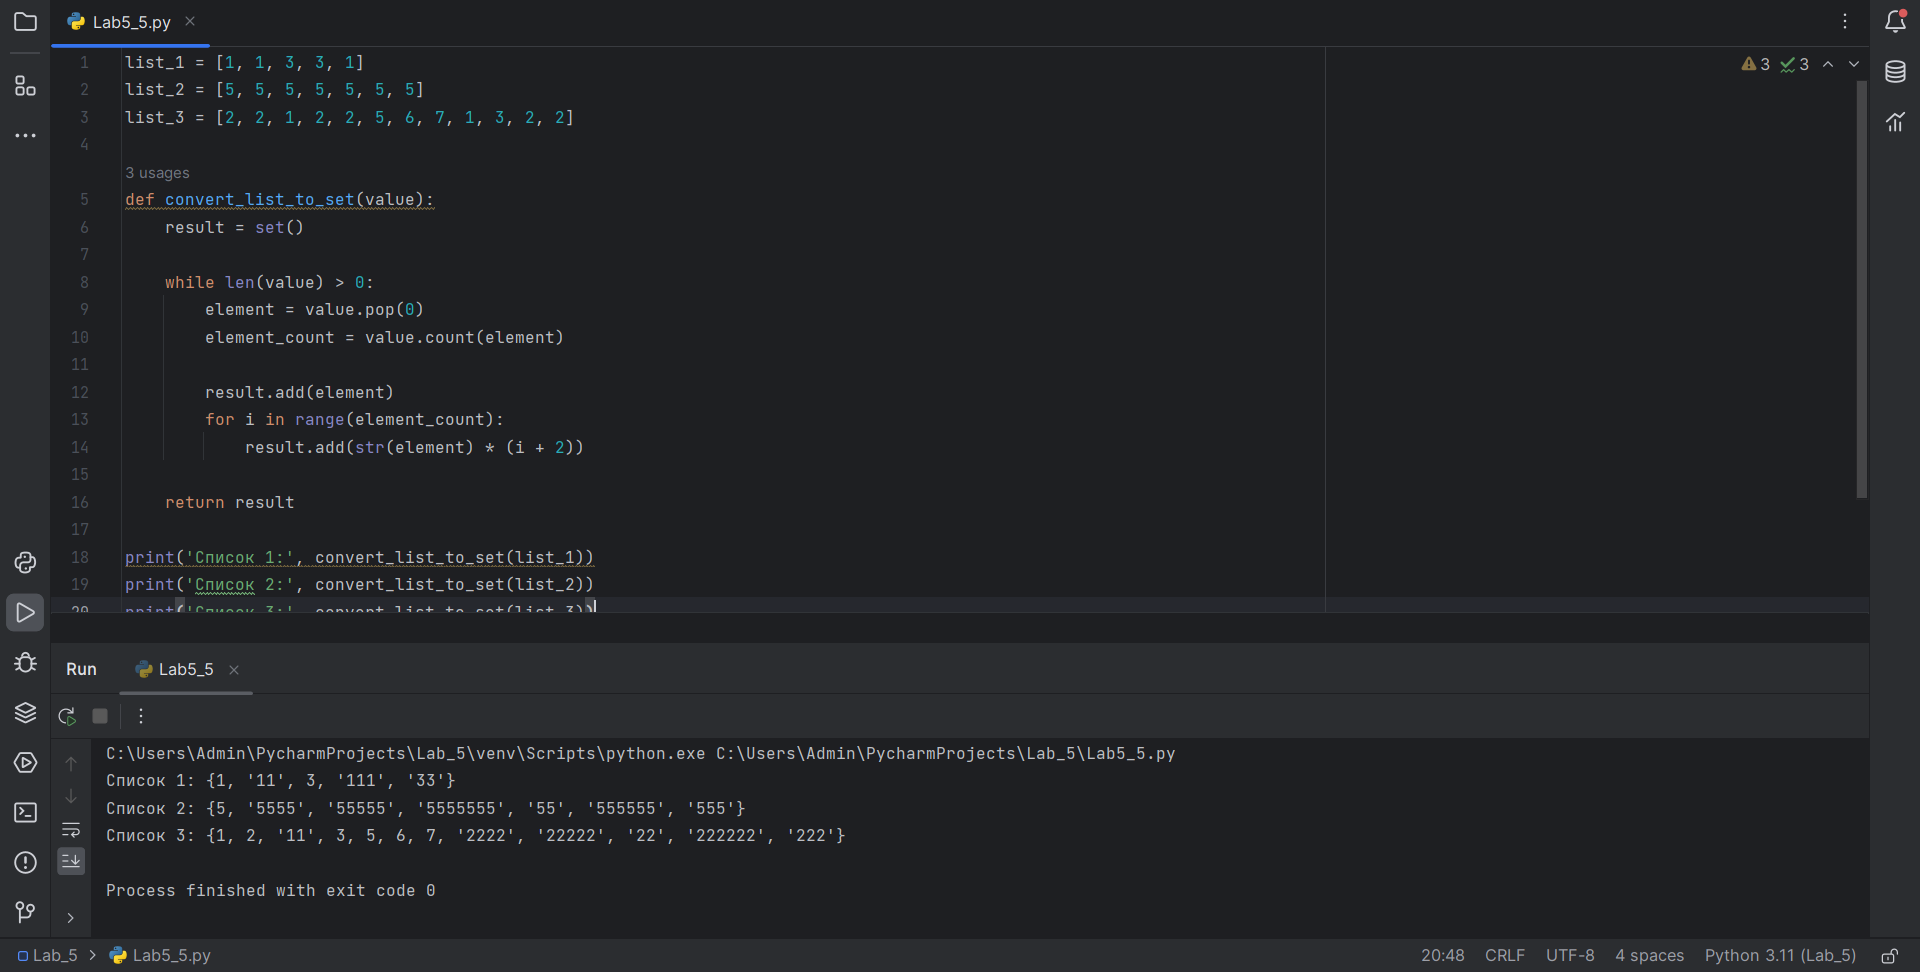 Lab5_5.py
1 list_1 = [1, 1, 3, 3, 1]
3 3
2 list_2 = [5, 5, 5, 5, 5, 5, 5]
3 list_3 = [2, 2, 1, 2, 2, 5, 6, 7, 1, 3, 2, 2]
4
3 usages
5 def convert_list_to_set(value):
6 result = set()
7
8 while len(value) > 0:
9 element = value.pop(0)
10 element_count = value.count(element)
11
12 result.add(element)
13 for i in range(element_count):
14 result.add(str(element) * (i + 2))
15
16 return result
17
18 print('Список 1:', convert_list_to_set(list_1))
19 print('Список 2:', convert_list_to_set(list_2))
20 print('Список 3:', convert_list_to_set(list_3))
Run Lab5_5
C:\Users\Admin\PycharmProjects\Lab_5\venv\Scripts\python.exe C:\Users\Admin\PycharmProjects\Lab_5\Lab5_5.py
Список 1: {1, '11', 3, '111', '33'}
Список 2: {5, '5555', '55555', '5555555', '55', '555555', '555'}
Список 3: {1, 2, '11', 3, 5, 6, 7, '2222', '22222', '22', '222222', '222'}
Process finished with exit code 0
Lab_5 > Lab5_5.py 20:48 CRLF UTF-8 4 spaces Python 3.11 (Lab_5)